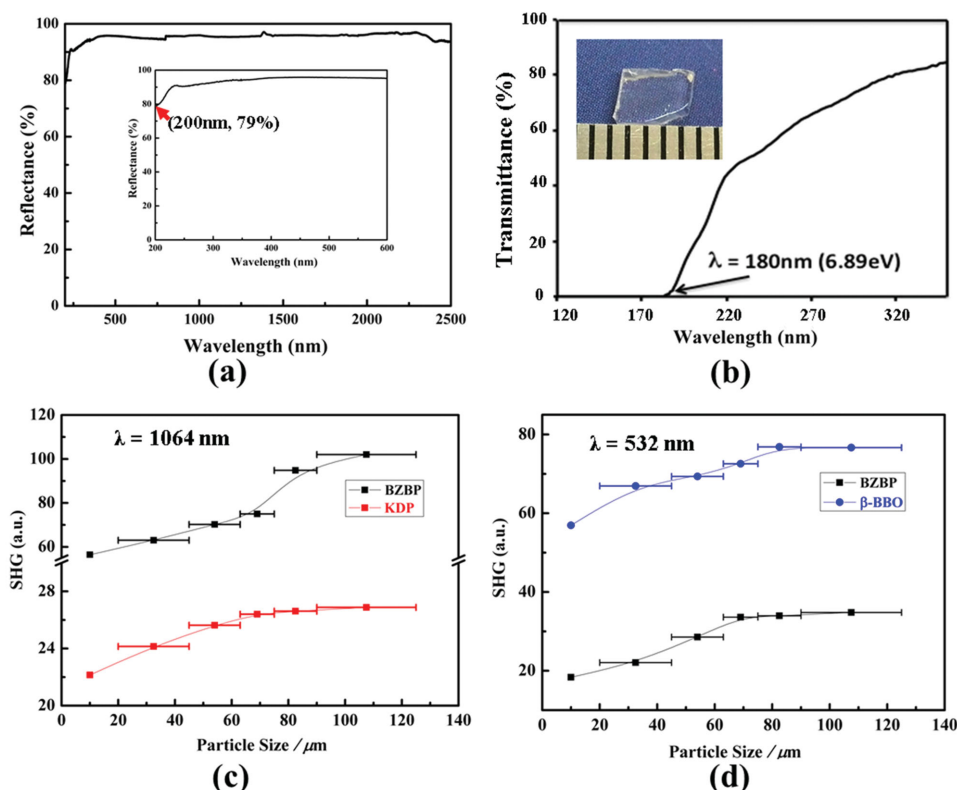 100
80
60
40
20
0
Reflectance (%)
100
80
60
40
20
0
Reflectance (%)
(200nm, 79%)
200
300
400
500
600
Wavelength (nm)
500
1000
1500
2000
2500
Wavelength (nm)
(a)
100
80
60
40
20
0
Transmittance (%)
λ = 180nm (6.89eV)
120
170
220
270
320
Wavelength (nm)
(b)
120
100
80
60
28
26
24
22
20
SHG (a.u.)
λ = 1064 nm
BZBP
KDP
0
20
40
60
80
100
120
140
Particle Size /μm
(c)
80
60
40
20
SHG (a.u.)
λ = 532 nm
BZBP
β-BBO
0
20
40
60
80
100
120
140
Particle Size /μm
(d)